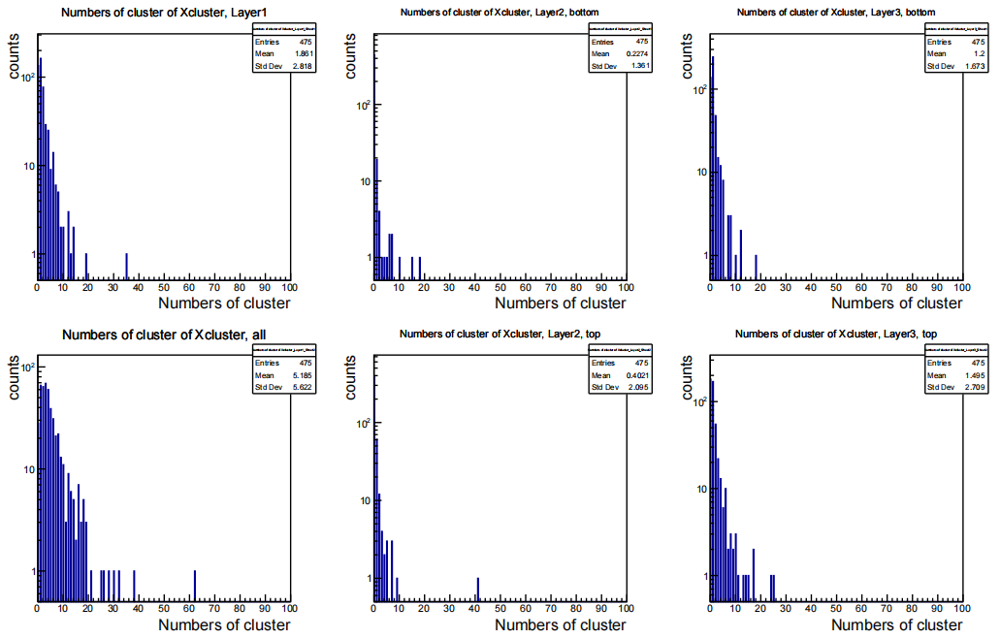 Numbers of cluster of Xcluster, Layer1
Entries 475
Mean 1.861
Std Dev 2.818
counts
10²
10
1
0 10 20 30 40 50 60 70 80 90 100
Numbers of cluster
Numbers of cluster of Xcluster, Layer2, bottom
Entries 475
Mean 0.2274
Std Dev 1.361
counts
10²
10
1
0 10 20 30 40 50 60 70 80 90 100
Numbers of cluster
Numbers of cluster of Xcluster, Layer3, bottom
Entries 475
Mean 1.2
Std Dev 1.673
counts
10²
10
1
0 10 20 30 40 50 60 70 80 90 100
Numbers of cluster
Numbers of cluster of Xcluster, all
Entries 475
Mean 5.185
Std Dev 5.622
counts
10²
10
1
0 10 20 30 40 50 60 70 80 90 100
Numbers of cluster
Numbers of cluster of Xcluster, Layer2, top
Entries 475
Mean 0.4021
Std Dev 2.095
counts
10²
10
1
0 10 20 30 40 50 60 70 80 90 100
Numbers of cluster
Numbers of cluster of Xcluster, Layer3, top
Entries 475
Mean 1.495
Std Dev 2.709
counts
10²
10
1
0 10 20 30 40 50 60 70 80 90 100
Numbers of cluster